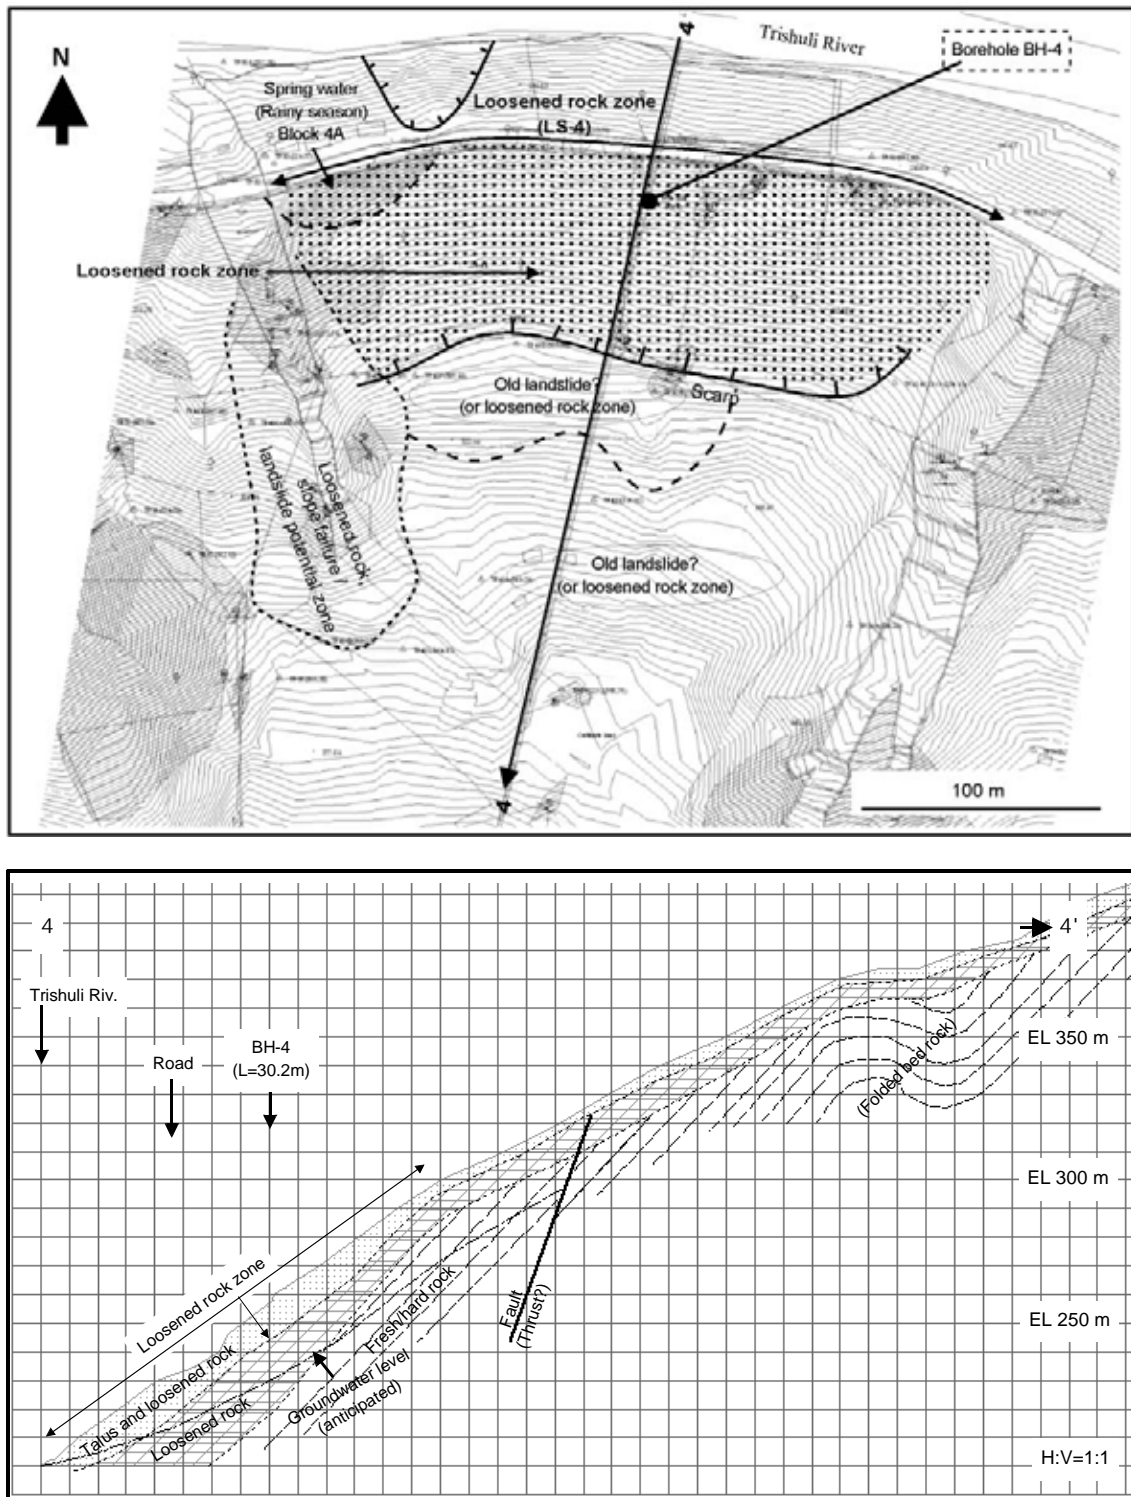 N
4
Trishuli River
Borehole BH-4
Spring water
(Rainy season)
Block 4A
Loosened rock zone
(LS-4)
Loosened rock zone
Old landslide?
(or loosened rock zone)
Scarp
Loosened rock,
slope failure /
landslide potential zone
Old landslide?
(or loosened rock zone)
4
100 m
4
4'
Trishuli Riv.
Road
BH-4
(L=30.2m)
EL 350 m
(Folded bed rock)
EL 300 m
Loosened rock zone
EL 250 m
Fault
(Thrust?)
Fresh/hard rock
Talus and loosened rock
Loosened rock
Groundwater level
(anticipated)
H:V=1:1